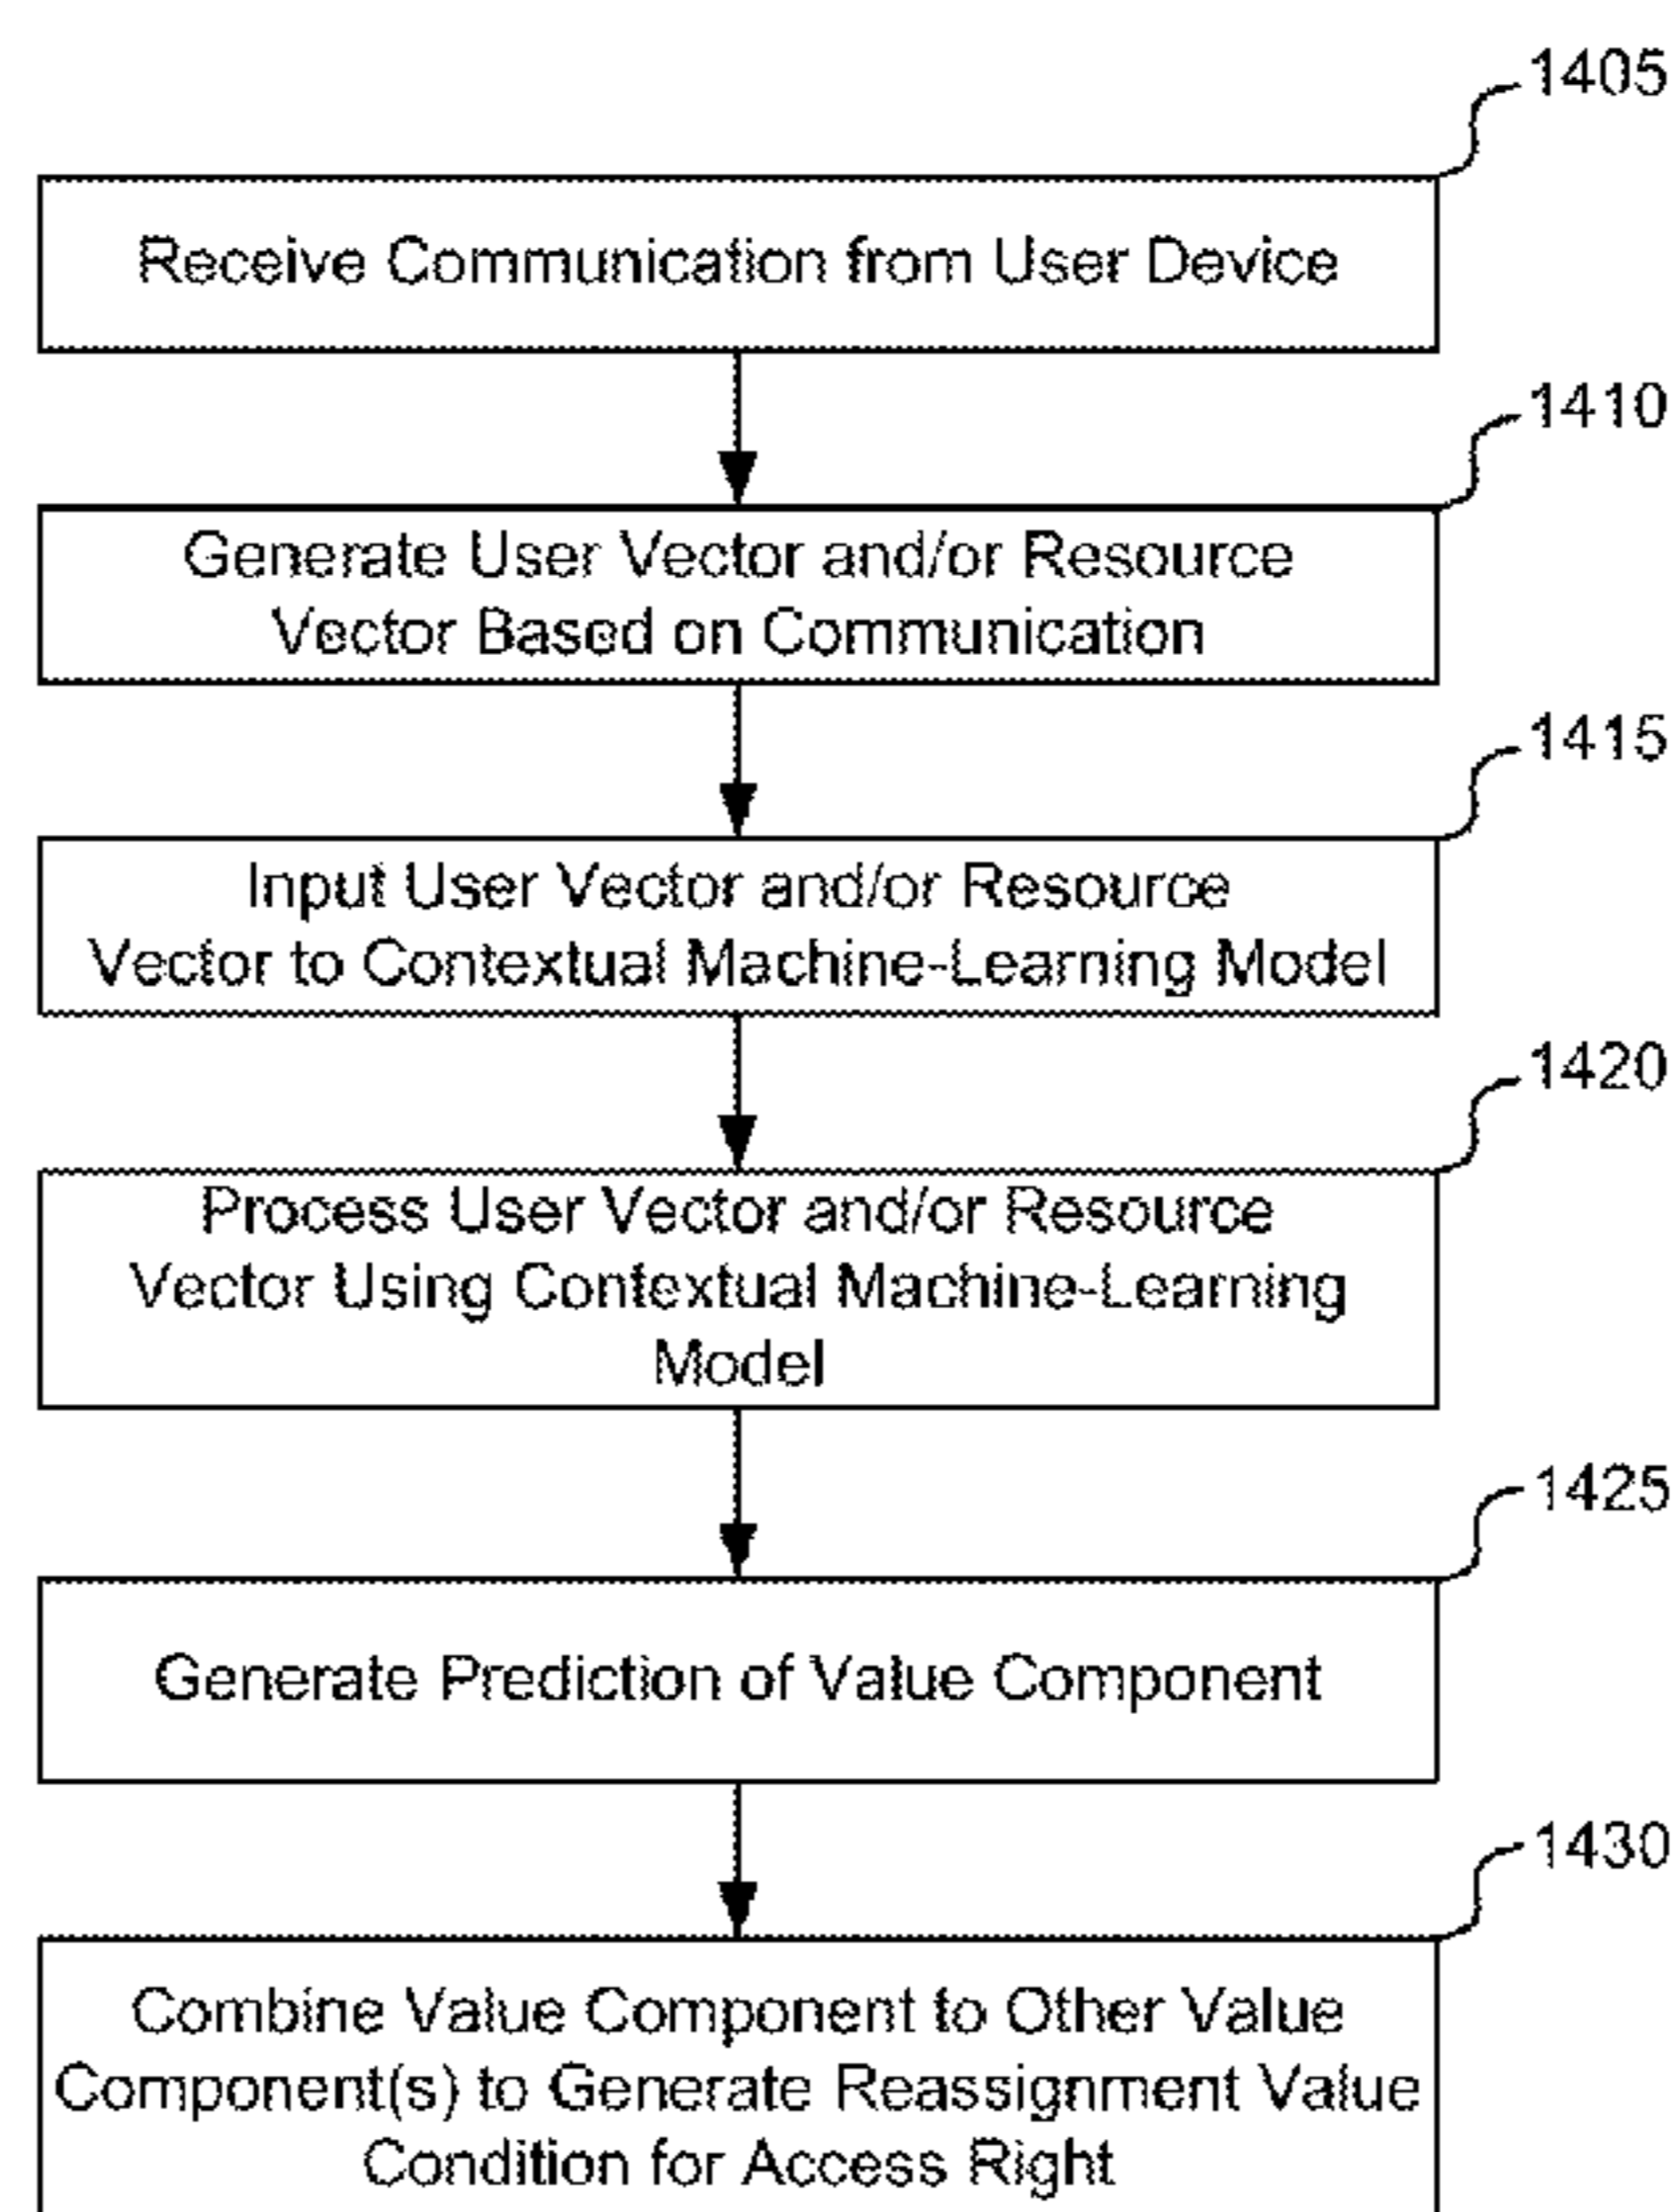 1405
Receive Communication from User Device
1410
Generate User Vector and/or Resource
Vector Based on Communication
1415
Input User Vector and/or Resource
Vector to Contextual Machine-Learning Model
1420
Process User Vector and/or Resource
Vector Using Contextual Machine-Learning
Model
1425
Generate Prediction of Value Component
1430
Combine Value Component to Other Value
Component(s) to Generate Reassignment Value
Condition for Access Right